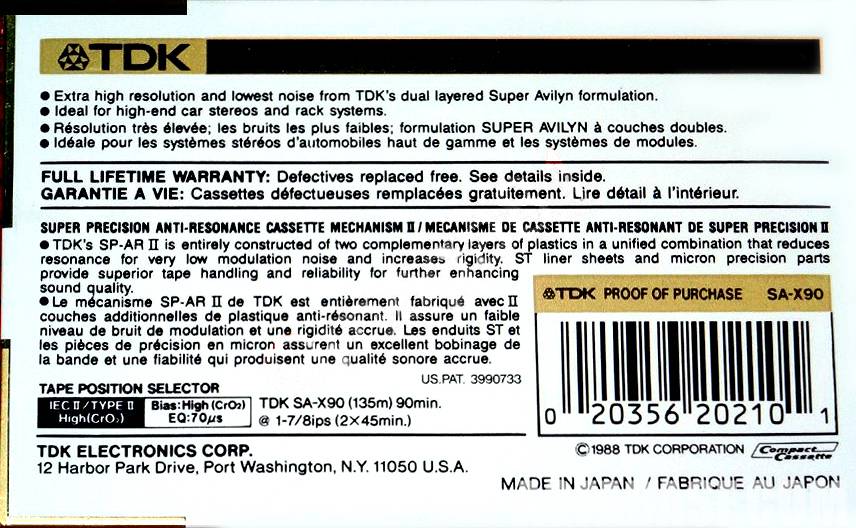 TDK
● Extra high resolution and lowest noise from TDK's dual layered Super Avilyn formulation.
● Ideal for high-end car stereos and rack systems.
● Résolution très élevée; les bruits les plus faibles; formulation SUPER AVILYN à couches doubles.
● Idéale pour les systèmes stéréos d'automobiles haut de gamme et les systèmes de modules.
FULL LIFETIME WARRANTY: Defectives replaced free. See details inside.
GARANTIE A VIE: Cassettes défectueuses remplacées gratuitement. Lire détail à l'intérieur.
SUPER PRECISION ANTI-RESONANCE CASSETTE MECHANISM II / MECANISME DE CASSETTE ANTI-RESONANT DE SUPER PRECISION II
● TDK's SP-AR II is entirely constructed of two complementary layers of plastics in a unified combination that reduces
resonance for very low modulation noise and increases rigidity. ST liner sheets and micron precision parts
provide superior tape handling and reliability for further enhancing
sound quality.
● Le mécanisme SP-AR II de TDK est entièrement fabriqué avec II
couches additionnelles de plastique anti-résonant. Il assure un faible
niveau de bruit de modulation et une rigidité accrue. Les enduits ST et
les pièces de précision en micron assurent un excellent bobinage de
la bande et une fiabilité qui produisent une qualité sonore accrue.
US.PAT. 3990733
TDK PROOF OF PURCHASE SA-X90
0 20356 20210 1
TAPE POSITION SELECTOR
IEC II / TYPE II Bias: High (CrO2) TDK SA-X90 (135m) 90min.
High (CrO2) EQ: 70μs @ 1-7/8ips (2×45min.)
TDK ELECTRONICS CORP.
12 Harbor Park Drive, Port Washington, N.Y. 11050 U.S.A.
©1988 TDK CORPORATION Compact Cassette
MADE IN JAPAN / FABRIQUE AU JAPON